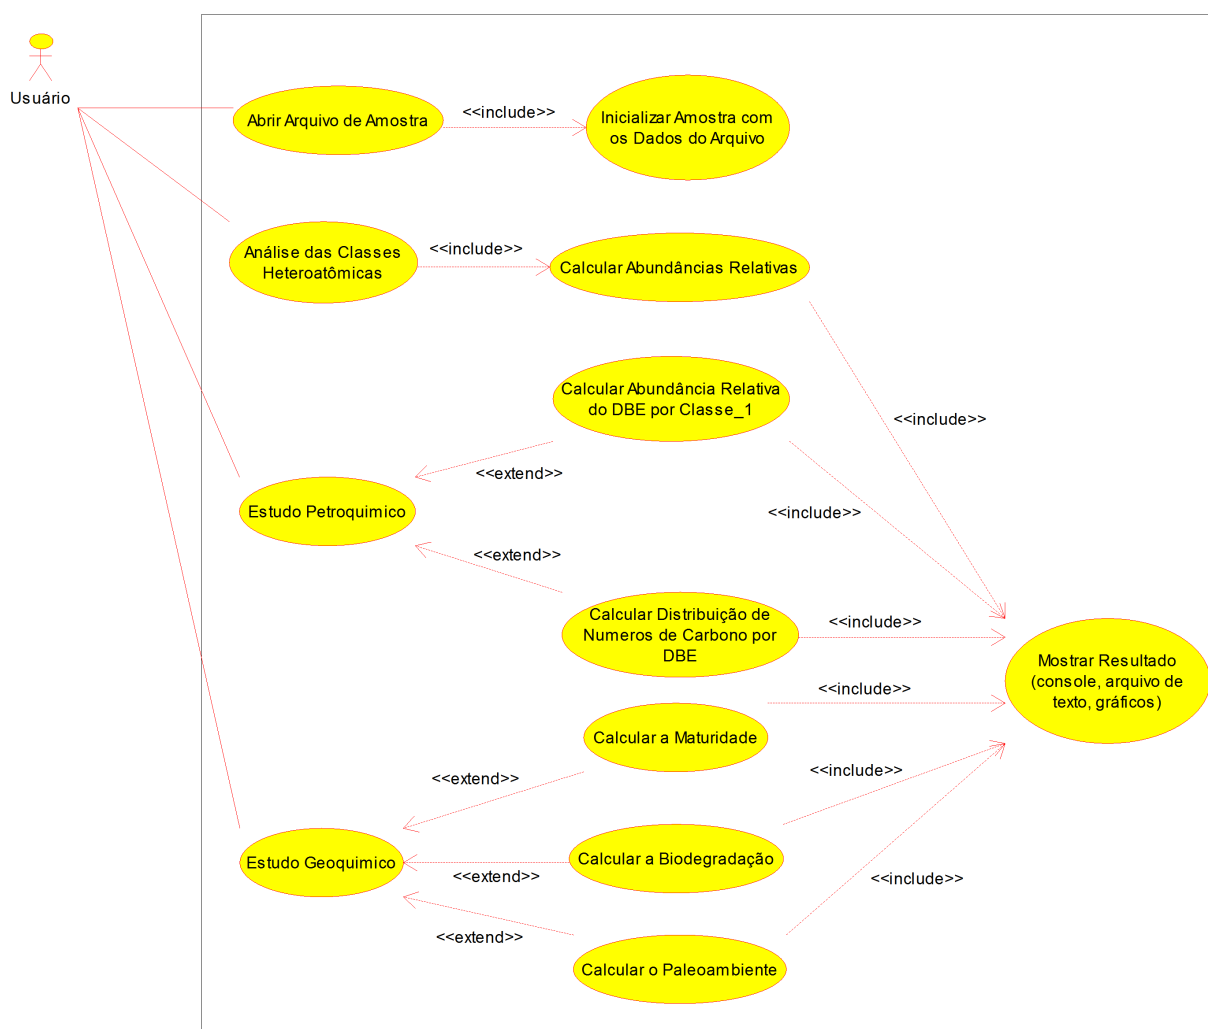 Usuário
Abrir Arquivo de Amostra
<<include>>
Inicializar Amostra com
os Dados do Arquivo
Análise das Classes
Heteroatômicas
<<include>>
Calcular Abundâncias Relativas
Calcular Abundância Relativa
do DBE por Classe_1
<<include>>
<<extend>>
<<include>>
Estudo Petroquimico
<<extend>>
Calcular Distribuição de
Numeros de Carbono por
DBE
<<include>>
Mostrar Resultado
(console, arquivo de
texto, gráficos)
<<include>>
Calcular a Maturidade
<<extend>>
<<include>>
Estudo Geoquimico
Calcular a Biodegradação
<<extend>>
<<include>>
<<extend>>
Calcular o Paleoambiente